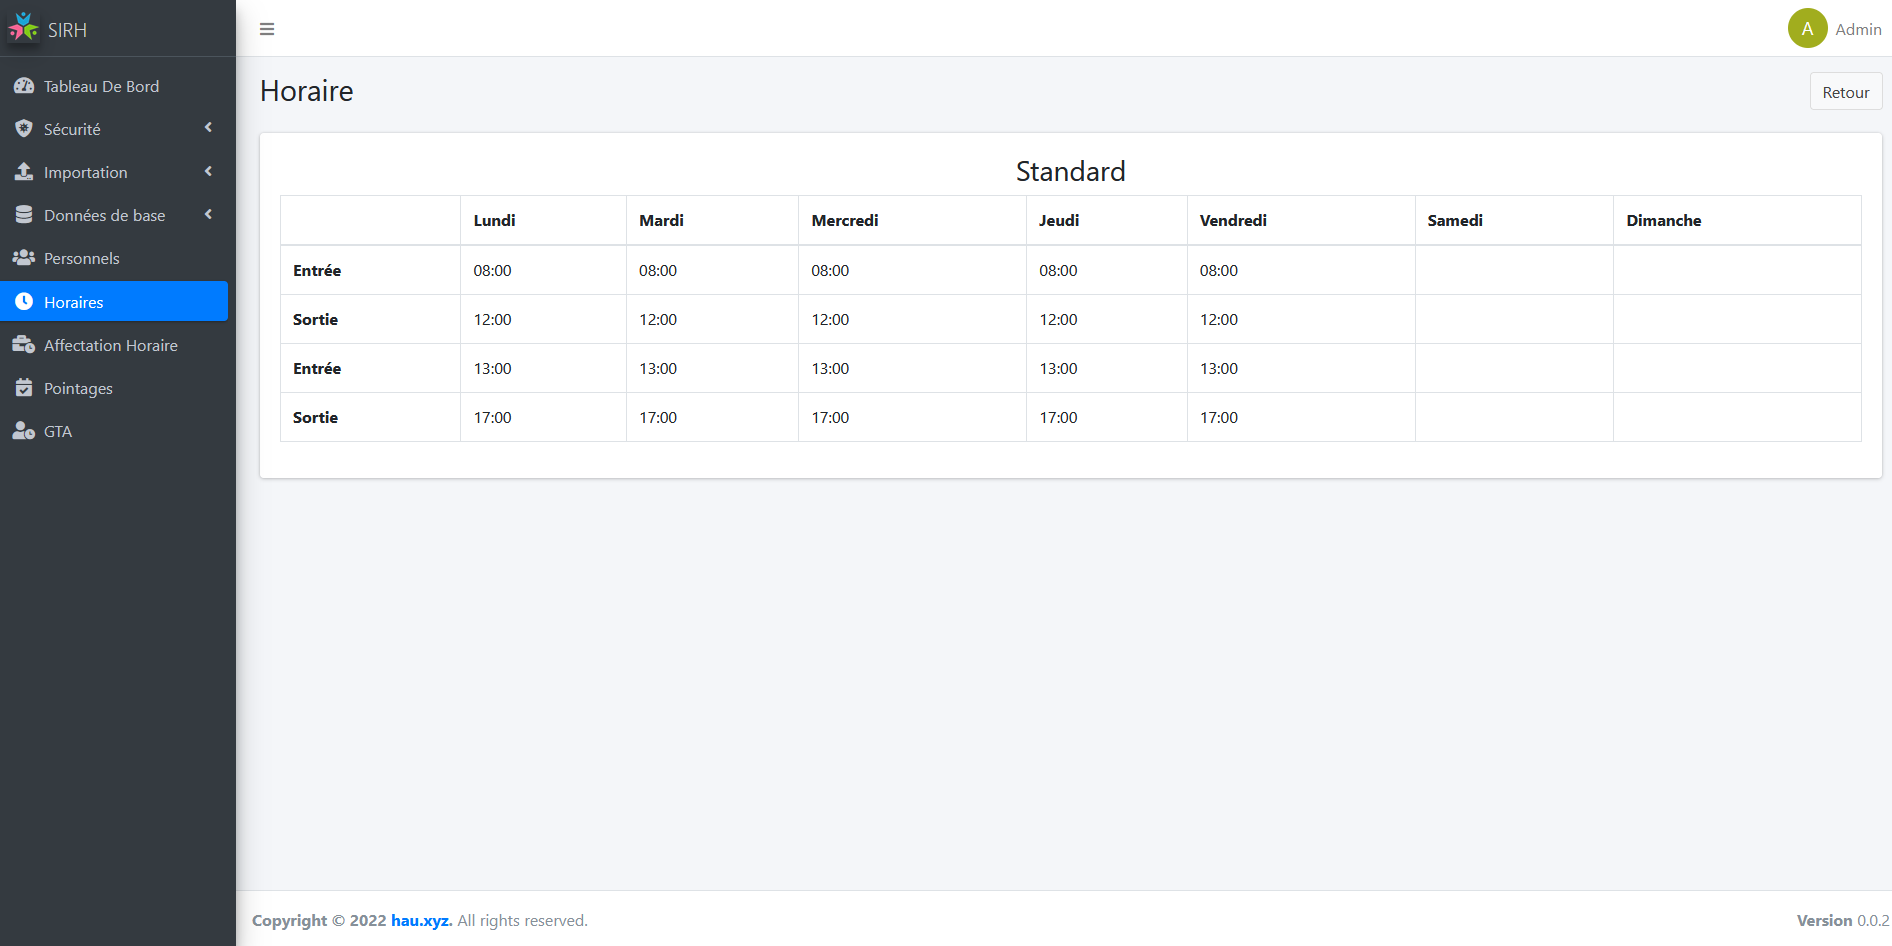 SIRH
Admin
Tableau De Bord
Sécurité
Importation
Données de base
Personnels
Horaires
Affectation Horaire
Pointages
GTA
A
Horaire
Retour
Standard
Lundi Mardi Mercredi Jeudi Vendredi Samedi Dimanche
Entrée 08:00 08:00 08:00 08:00 08:00
Sortie 12:00 12:00 12:00 12:00 12:00
Entrée 13:00 13:00 13:00 13:00 13:00
Sortie 17:00 17:00 17:00 17:00 17:00
Copyright © 2022 hau.xyz. All rights reserved.
Version 0.0.2